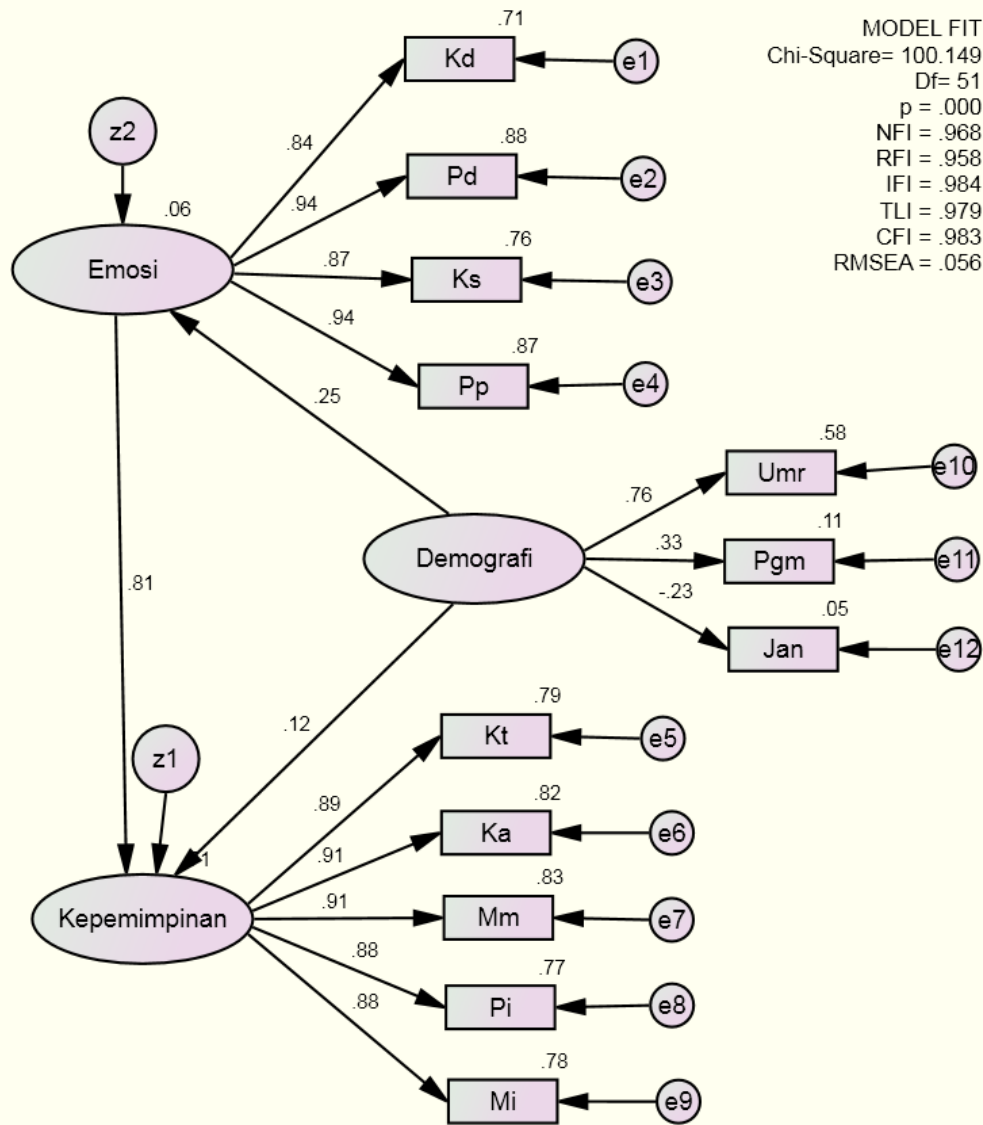 MODEL FIT
Chi-Square= 100.149
Df= 51
p = .000
NFI = .968
RFI = .958
IFI = .984
TLI = .979
CFI = .983
RMSEA = .056
.71
Kd
e1
z2
.84
.88
Pd
e2
.94
.06
Emosi
.76
.87
Ks
e3
.94
.87
Pp
e4
.25
.58
Umr
e10
.76
.11
.33
Pgm
e11
Demografi
-.23
.05
Jan
e12
.81
.79
.12
Kt
e5
z1
.89
.82
Ka
e6
.91
1
.83
.91
Mm
e7
Kepemimpinan
.88
.77
Pi
e8
.88
.78
Mi
e9